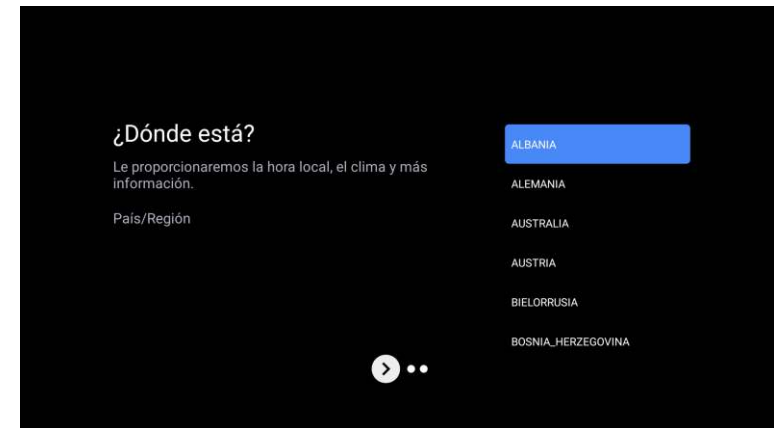 ¿Dónde está?
Le proporcionaremos la hora local, el clima y más
información.
País/Región
ALBANIA
ALEMANIA
AUSTRALIA
AUSTRIA
BIELORRUSIA
BOSNIA_HERZEGOVINA